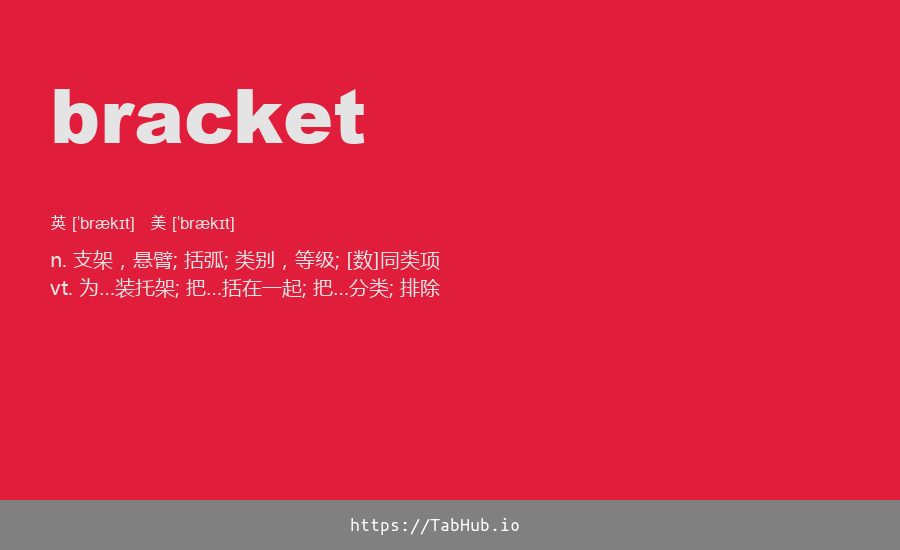 bracket
英 [ˈbrækɪt] 美 [ˈbrækɪt]
n. 支架，悬臂; 括弧; 类别，等级; [数]同类项
vt. 为…装托架; 把…括在一起; 把…分类; 排除
https://TabHub.io